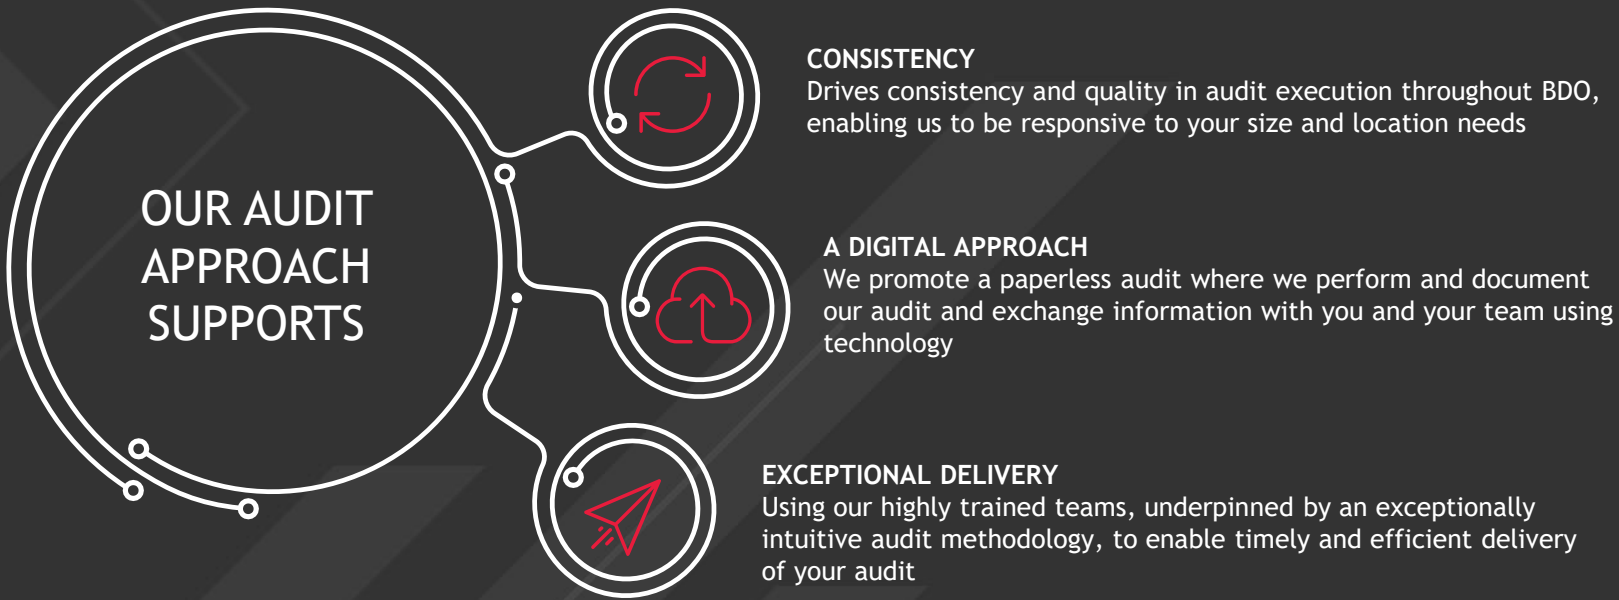 OUR AUDIT
APPROACH
SUPPORTS
CONSISTENCY
Drives consistency and quality in audit execution throughout BDO,
enabling us to be responsive to your size and location needs
A DIGITAL APPROACH
We promote a paperless audit where we perform and document
our audit and exchange information with you and your team using
technology
EXCEPTIONAL DELIVERY
Using our highly trained teams, underpinned by an exceptionally
intuitive audit methodology, to enable timely and efficient delivery
of your audit